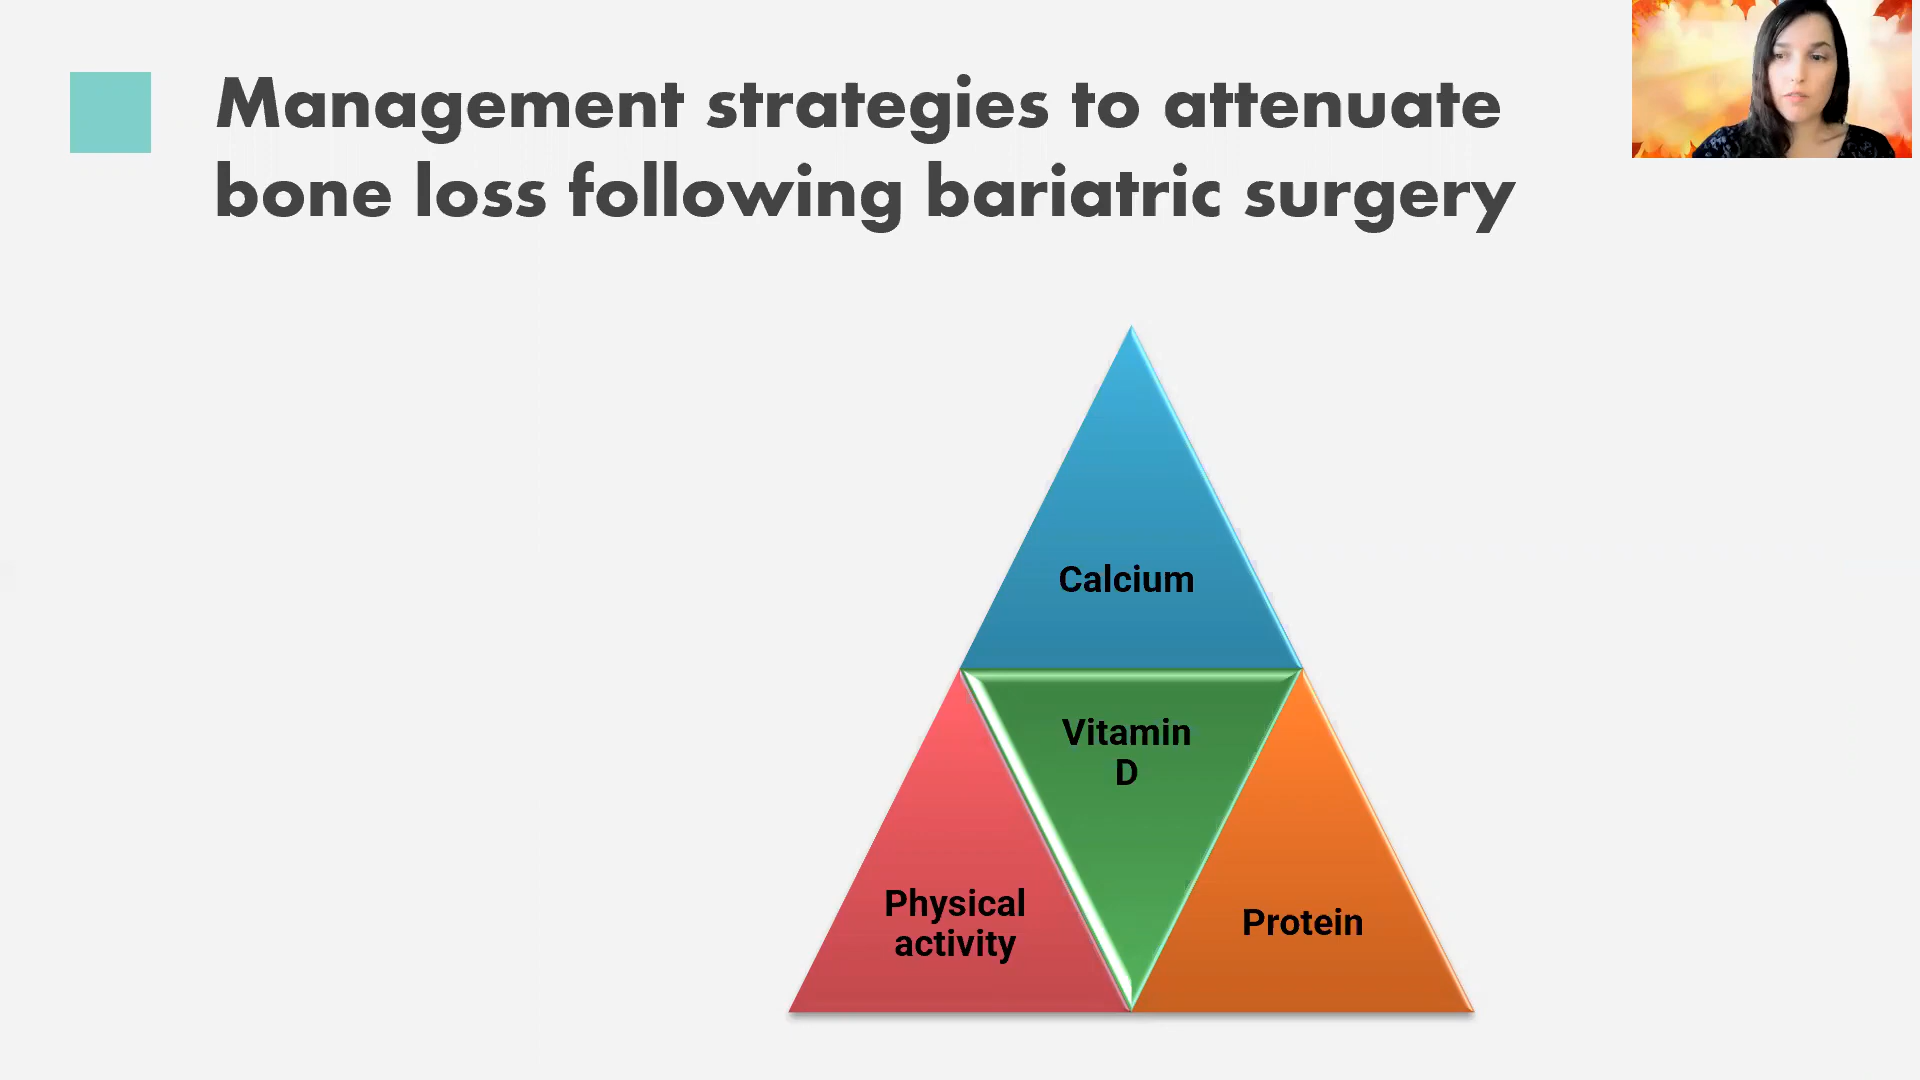 Management strategies to attenuate
bone loss following bariatric surgery
Calcium
Vitamin
D
Physical
activity
Protein